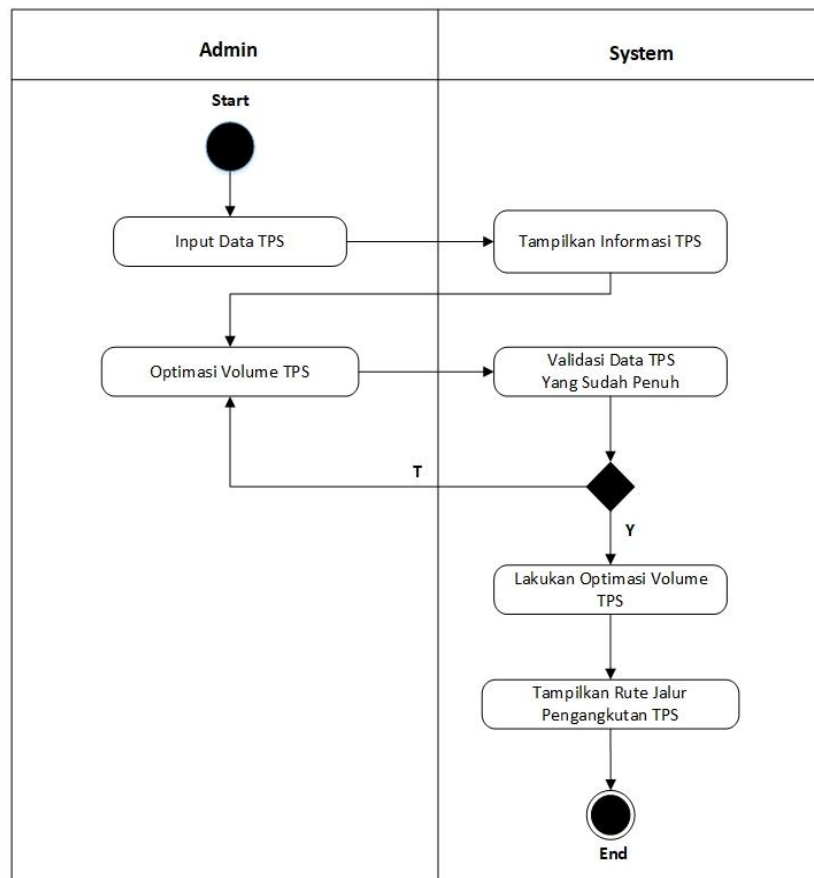 Admin
System
Start
Input Data TPS
Tampilkan Informasi TPS
Optimasi Volume TPS
Validasi Data TPS
Yang Sudah Penuh
T
Y
Lakukan Optimasi Volume
TPS
Tampilkan Rute Jalur
Pengangkutan TPS
End